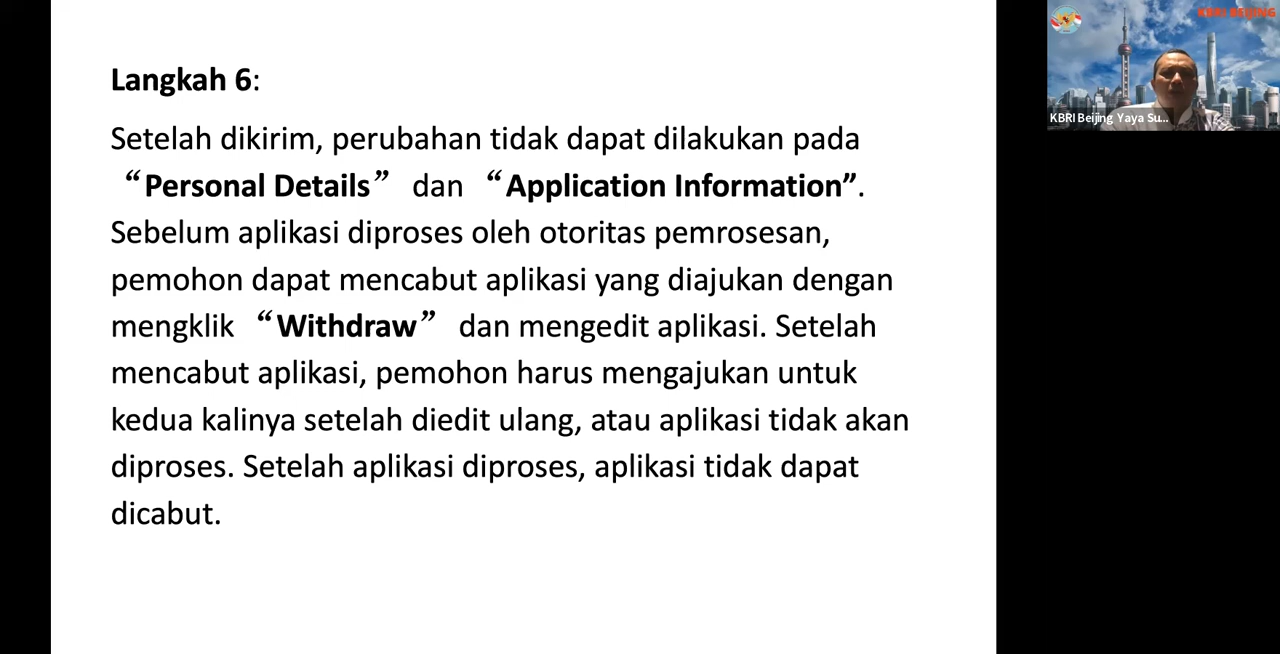 Langkah 6:
Setelah dikirim, perubahan tidak dapat dilakukan pada
“Personal Details” dan “Application Information”.
Sebelum aplikasi diproses oleh otoritas pemrosesan,
pemohon dapat mencabut aplikasi yang diajukan dengan
mengklik “Withdraw” dan mengedit aplikasi. Setelah
mencabut aplikasi, pemohon harus mengajukan untuk
kedua kalinya setelah diedit ulang, atau aplikasi tidak akan
diproses. Setelah aplikasi diproses, aplikasi tidak dapat
dicabut.
KBRI BEIJING
KBRI Beijing Yaya Su...